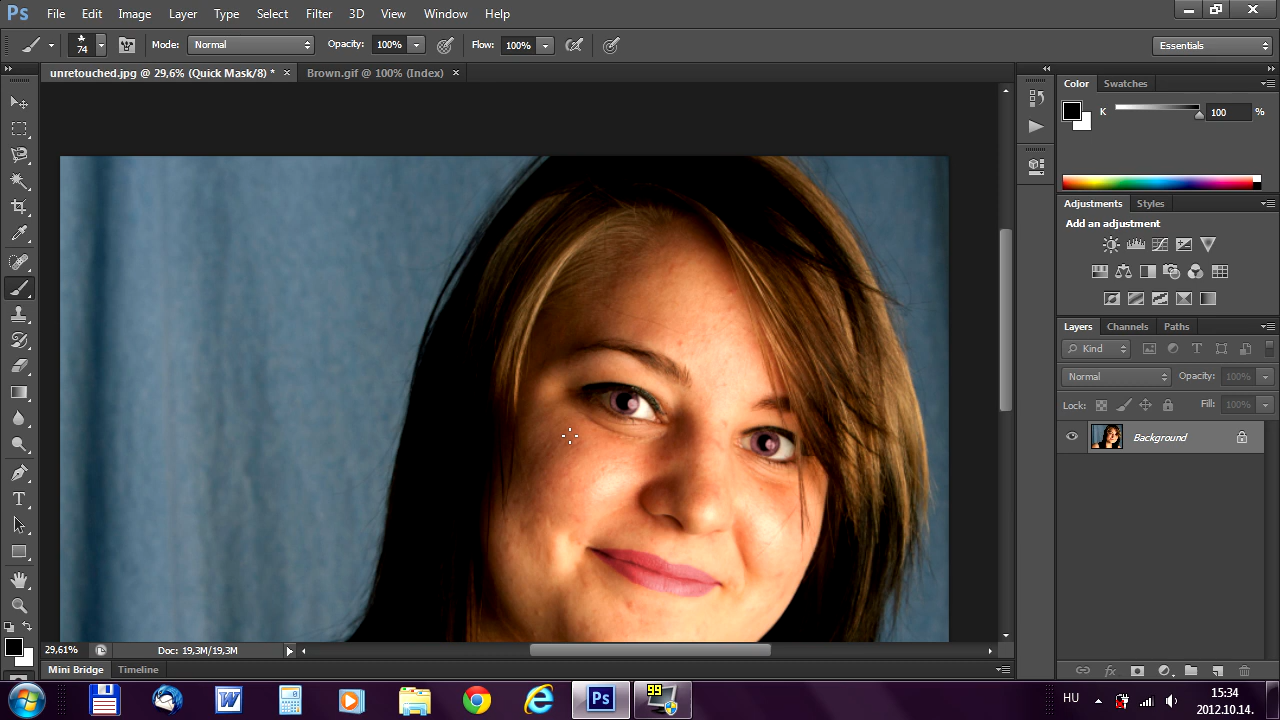 Ps File Edit Image Layer Type Select Filter 3D View Window Help
74 Mode: Normal Opacity: 100% Flow: 100% Essentials
unretouched.jpg @ 29,6% (Quick Mask/8) * × Brown.gif @ 100% (Index) ×
Color Swatches
K 100 %
Adjustments Styles
Add an adjustment
Layers Channels Paths
Kind T
Normal Opacity: 100%
Lock: Fill: 100%
Background
fx
T
29,61% Doc: 19,3M/19,3M
Mini Bridge Timeline
W Ps 99 HU 15:34
2012.10.14.